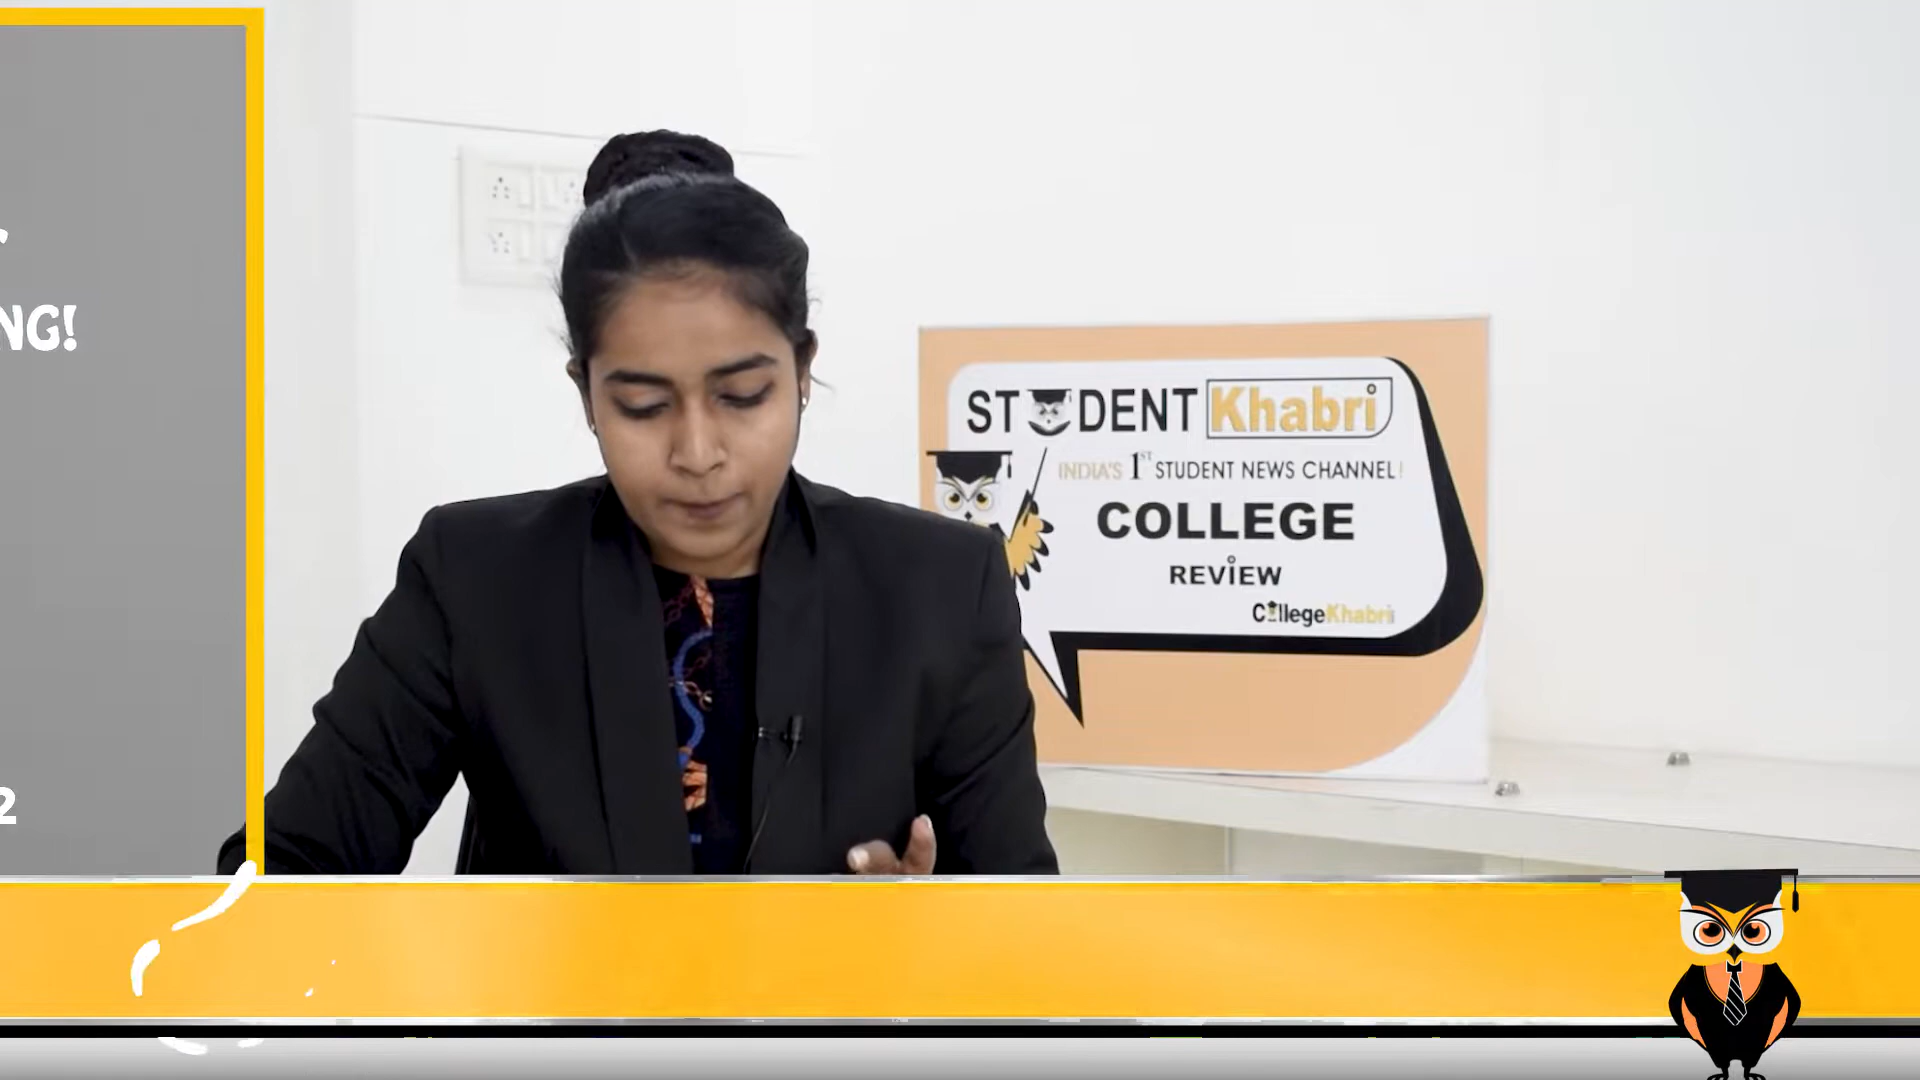 NG!
2
STUDENT Khabri
INDIA'S 1ST STUDENT NEWS CHANNEL!
COLLEGE
REVIEW
CollegeKhabri